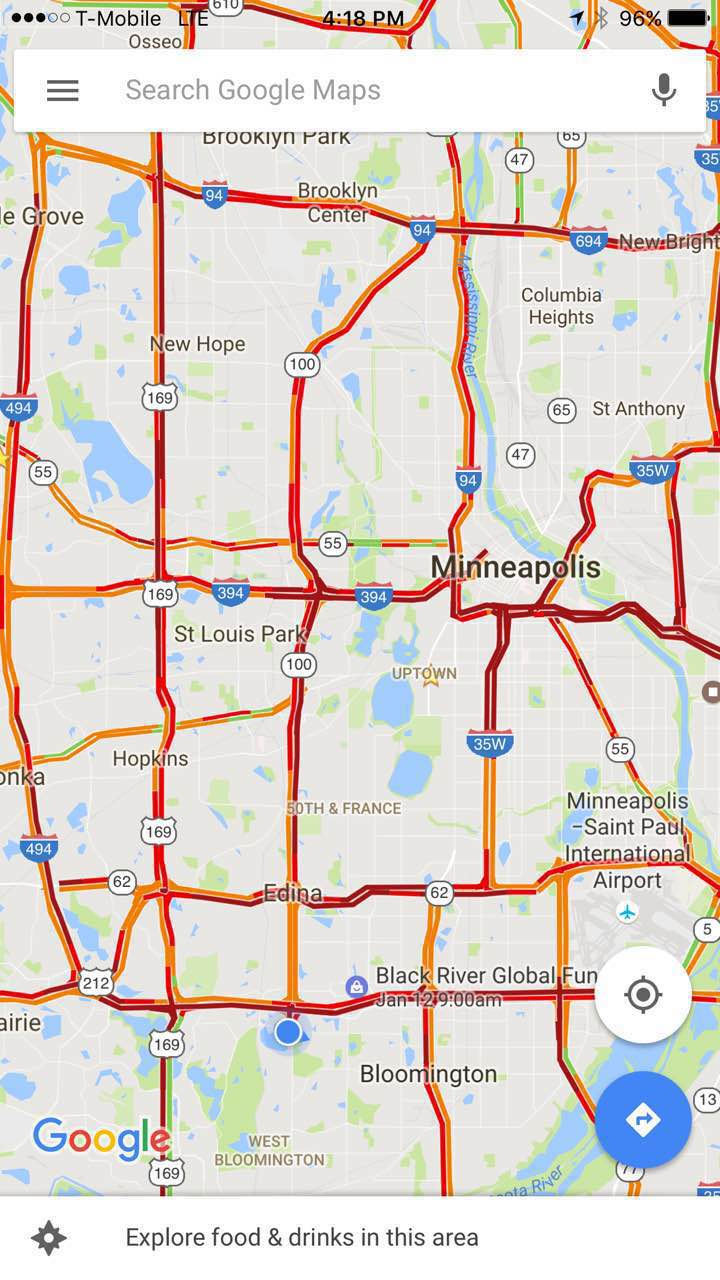 T-Mobile LTE 4:18 PM 96%
610
Osseo
Search Google Maps
35
Brooklyn Park
65
47
35
94
Brooklyn
Center
le Grove
94
694
New Bright
Mississippi River
Columbia
Heights
New Hope
100
169
494
65
St Anthony
55
47
35W
94
55
Minneapolis
169
394
394
St Louis Park
100
UPTOWN
35W
55
Hopkins
onka
50TH & FRANCE
Minneapolis
-Saint Paul
International
Airport
169
494
62
Edina
62
5
212
Black River Global Fun
Jan 12 9:00am
airie
169
Bloomington
13
Google
WEST
BLOOMINGTON
169
77
sota River
35
Explore food & drinks in this area